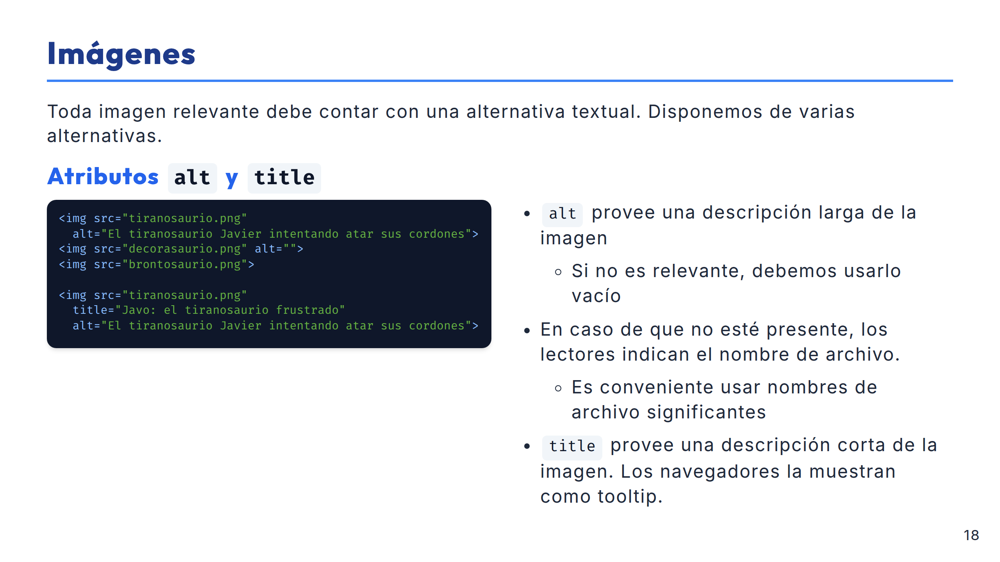 Imágenes
Toda imagen relevante debe contar con una alternativa textual. Disponemos de varias
alternativas.
Atributos alt y title
<img src="tiranosaurio.png"
  alt="El tiranosaurio Javier intentando atar sus cordones">
<img src="decorasaurio.png" alt="">
<img src="brontosaurio.png">

<img src="tiranosaurio.png"
  title="Javo: el tiranosaurio frustrado"
  alt="El tiranosaurio Javier intentando atar sus cordones">
• alt provee una descripción larga de la
imagen
◦ Si no es relevante, debemos usarlo
vacío
• En caso de que no esté presente, los
lectores indican el nombre de archivo.
◦ Es conveniente usar nombres de
archivo significantes
• title provee una descripción corta de la
imagen. Los navegadores la muestran
como tooltip.
18